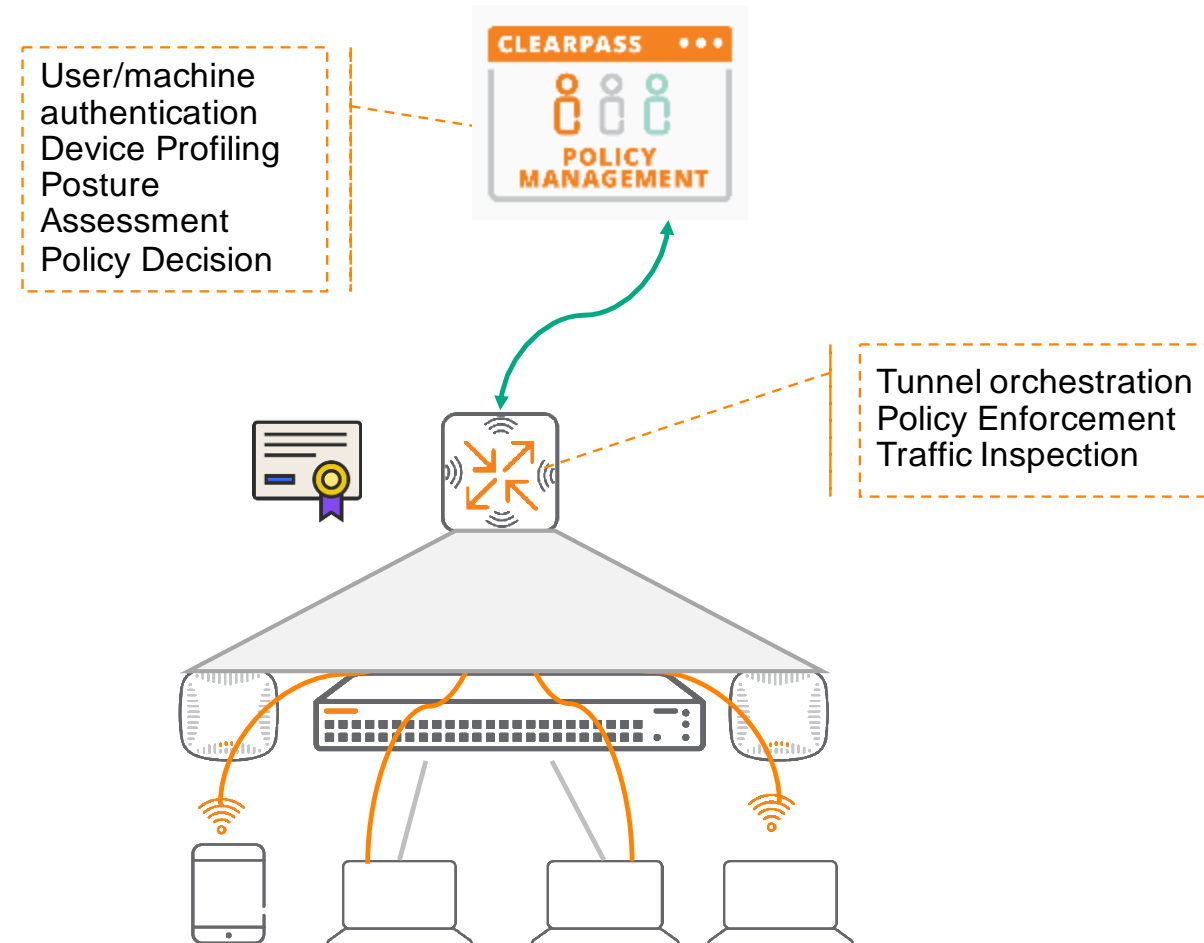 CLEARPASS
POLICY
MANAGEMENT
User/machine
authentication
Device Profiling
Posture
Assessment
Policy Decision
Tunnel orchestration
Policy Enforcement
Traffic Inspection